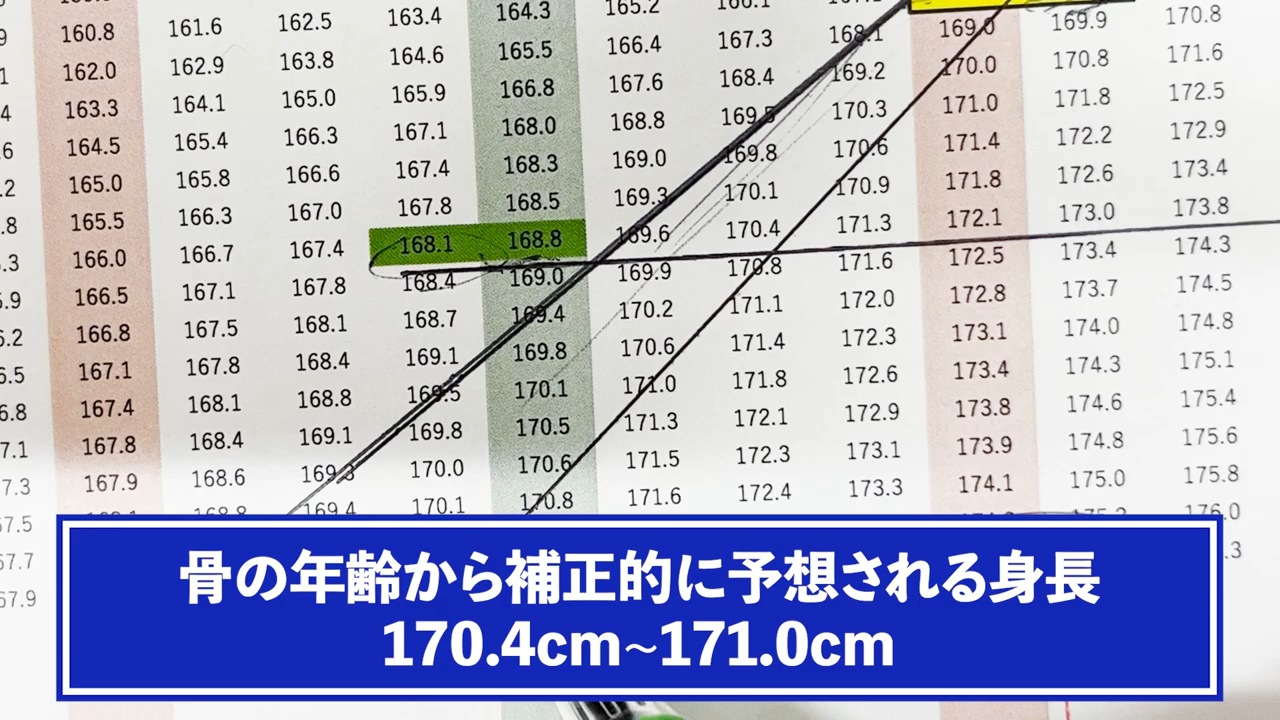 160.8 161.6 162.5 163.4 164.3 165.2 166.1
162.0 162.9 163.8 164.6 165.5 166.4 167.3 168.1 169.0 169.9 170.8
163.3 164.1 165.0 165.9 166.8 167.6 168.4 169.2 170.0 170.8 171.6
164.5 165.4 166.3 167.1 168.0 168.8 169.5 170.3 171.0 171.8 172.5
165.0 165.8 166.6 167.4 168.3 169.0 169.8 170.6 171.4 172.2 172.9
165.5 166.3 167.0 167.8 168.5 169.3 170.1 170.9 171.8 172.6 173.4
166.0 166.7 167.4 168.1 168.8 169.6 170.4 171.3 172.1 173.0 173.8
166.5 167.1 167.8 168.4 169.0 169.9 170.8 171.6 172.5 173.4 174.3
166.8 167.5 168.1 168.7 169.4 170.2 171.1 172.0 172.8 173.7 174.5
167.1 167.8 168.4 169.1 169.8 170.6 171.4 172.3 173.1 174.0 174.8
167.4 168.1 168.8 169.5 170.1 171.0 171.8 172.6 173.4 174.3 175.1
167.8 168.4 169.1 169.8 170.5 171.3 172.1 172.9 173.8 174.6 175.4
167.9 168.6 169.3 170.0 170.6 171.5 172.3 173.1 173.9 174.8 175.6
168.8 169.4 170.1 170.8 171.6 172.4 173.3 174.1 175.0 175.8
骨の年齢から補正的に予想される身長
170.4cm~171.0cm